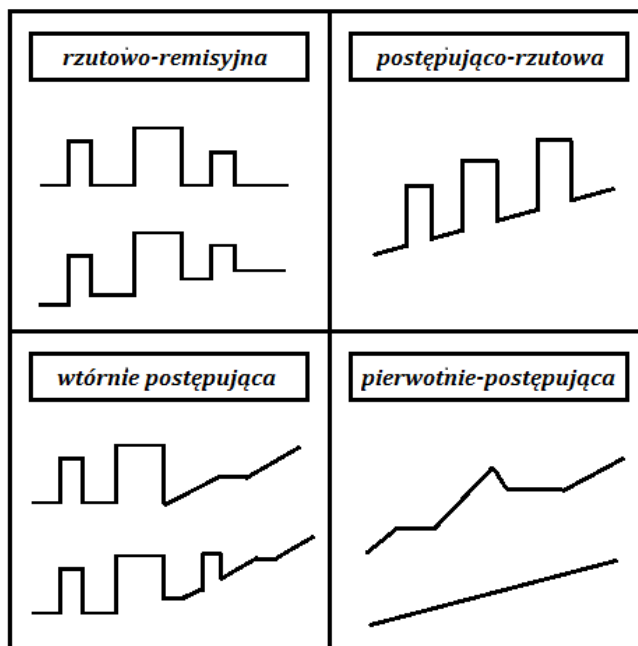 rzutowo-remisyjna
postępująco-rzutowa
wtórnie postępująca
pierwotnie-postępująca